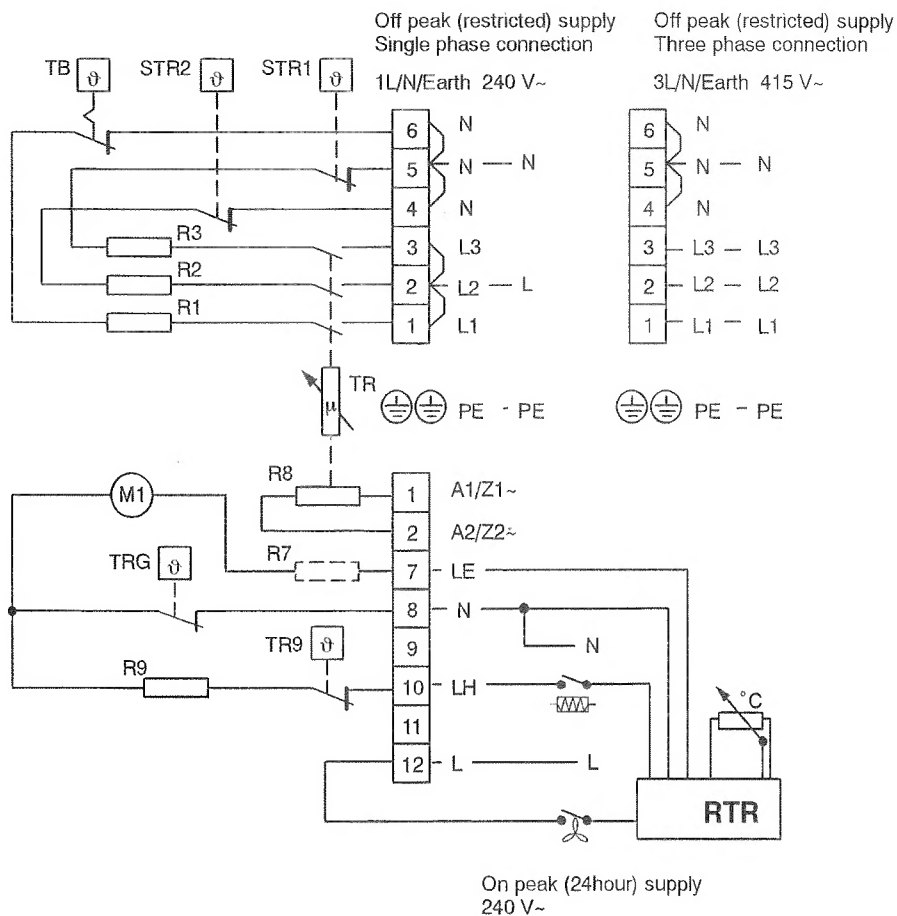 Off peak (restricted) supply
Single phase connection
1L/N/Earth 240 V~
Off peak (restricted) supply
Three phase connection
3L/N/Earth 415 V~
TB ϑ STR2 ϑ STR1 ϑ
6 N
5 N — N
4 N
R3 3 L3
R2 2 L2 — L
R1 1 L1
6 N
5 N — N
4 N
3 – L3 – L3
2 – L2 – L2
1 – L1 – L1
μ TR
PE - PE
PE - PE
M1
R8 1 A1/Z1~
2 A2/Z2~
R7 7 - LE
TRG ϑ
8 - N
N
TR9 ϑ
9
R9 10 - LH
11
12 - L L
°C
RTR
On peak (24hour) supply
240 V~